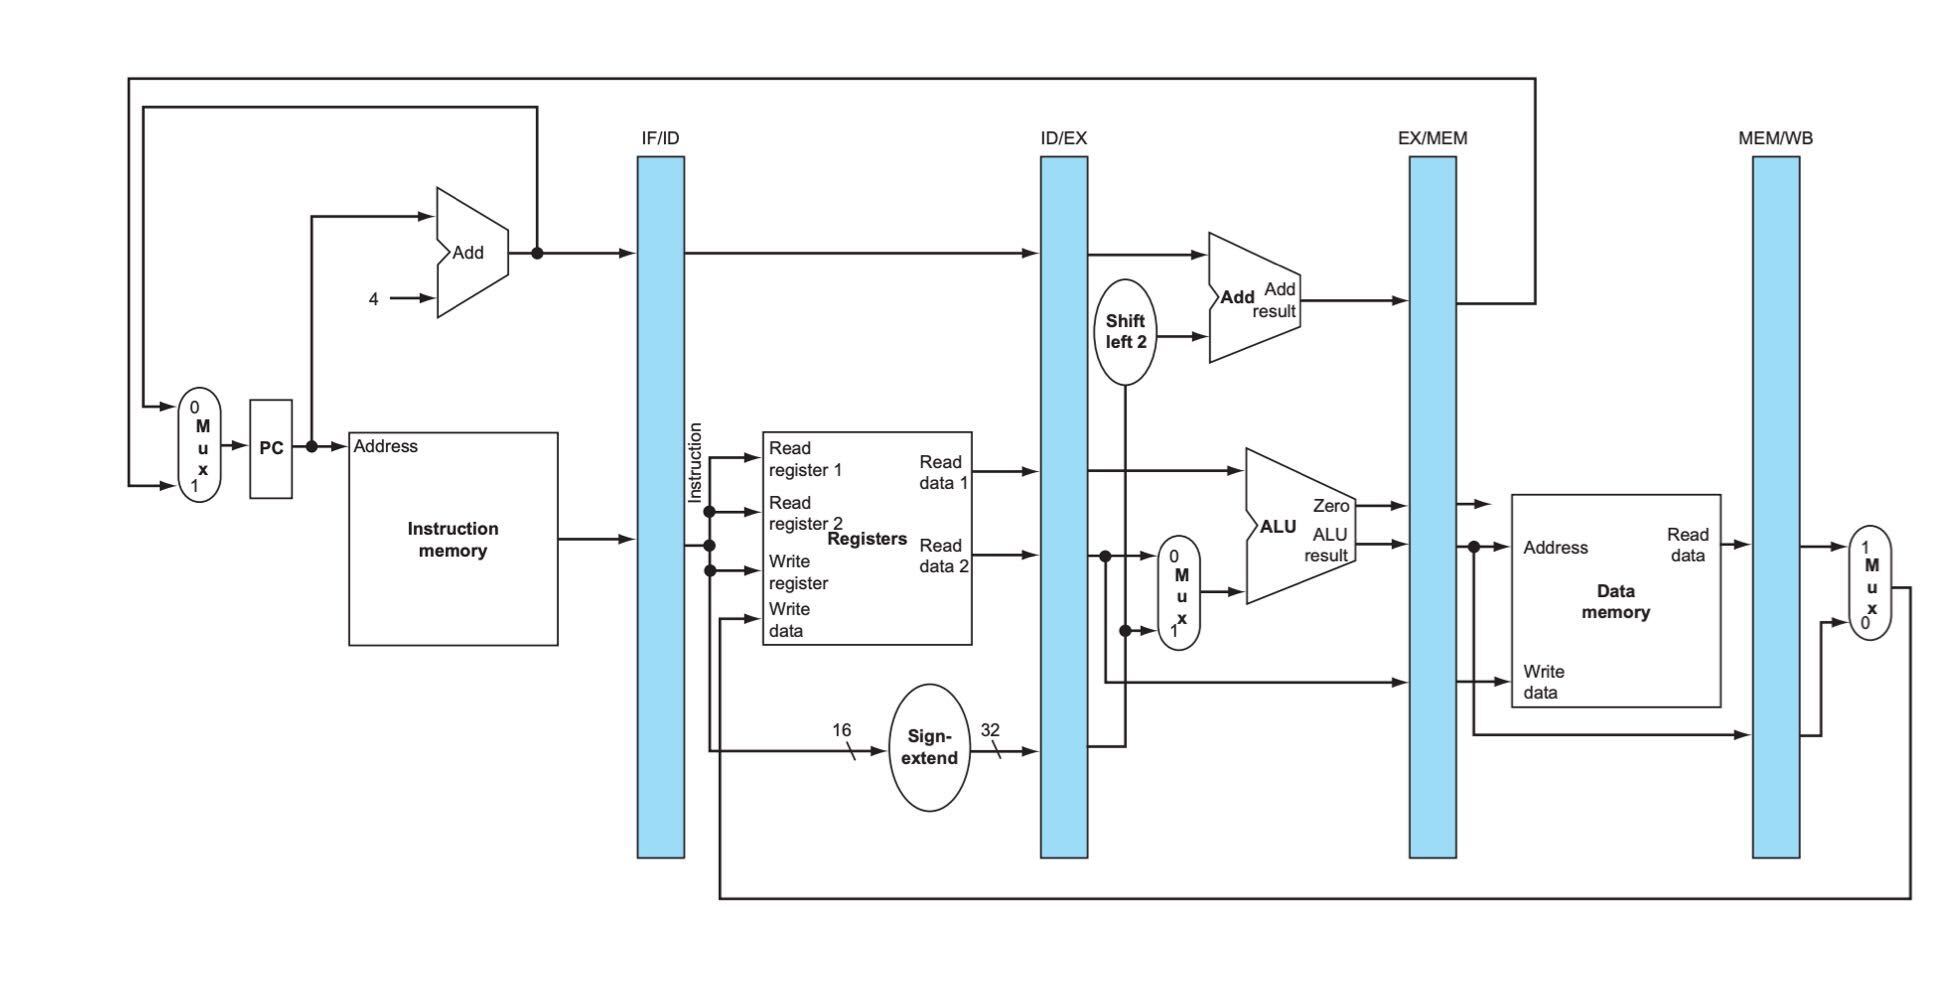 IF/ID
ID/EX
EX/MEM
MEM/WB
Add
4
Add
Add
result
Shift
left 2
0
M
u
x
1
PC
Address
Instruction
memory
Instruction
Read
register 1
Read
register 2
Registers
Write
register
Write
data
Read
data 1
Read
data 2
16
Sign-
extend
32
0
M
u
x
1
Zero
ALU
ALU
result
Address
Read
data
Data
memory
Write
data
1
M
u
x
0